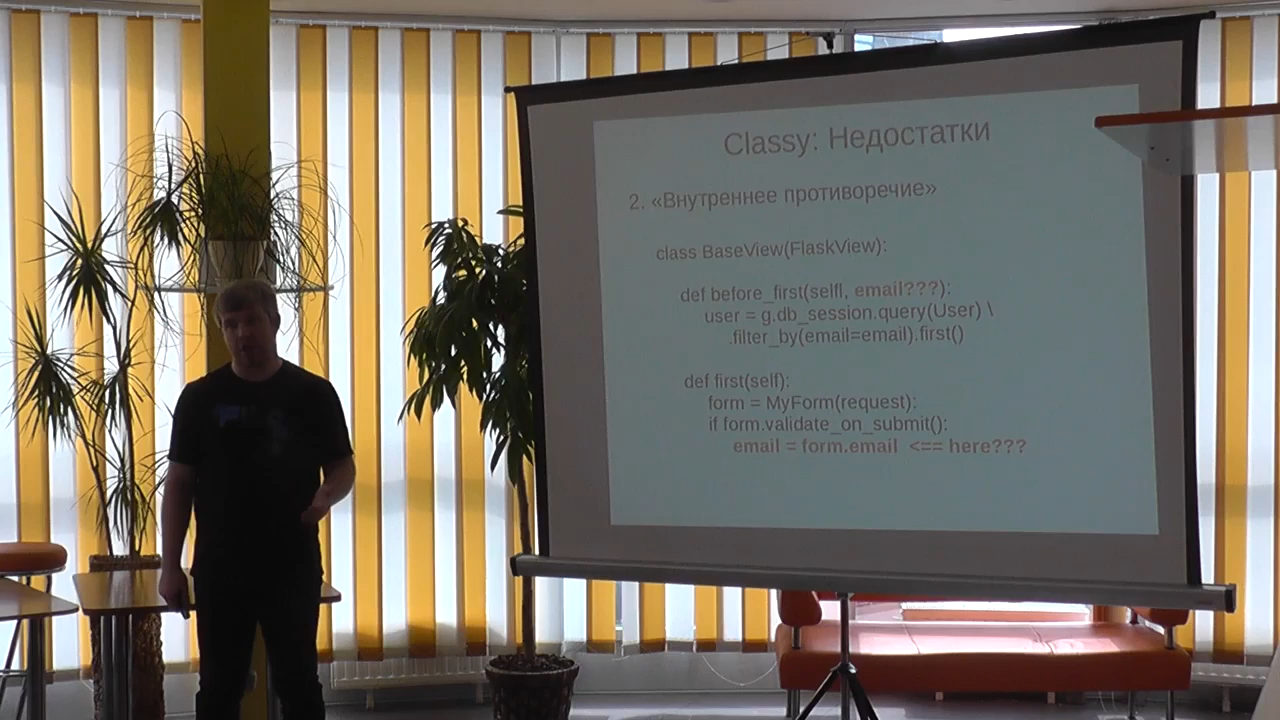 Classy: Недостатки
2. «Внутреннее противоречие»
class BaseView(FlaskView):
def before_first(selfl, email???):
user = g.db_session.query(User) \
.filter_by(email=email).first()
def first(self):
form = MyForm(request):
if form.validate_on_submit():
email = form.email <== here???